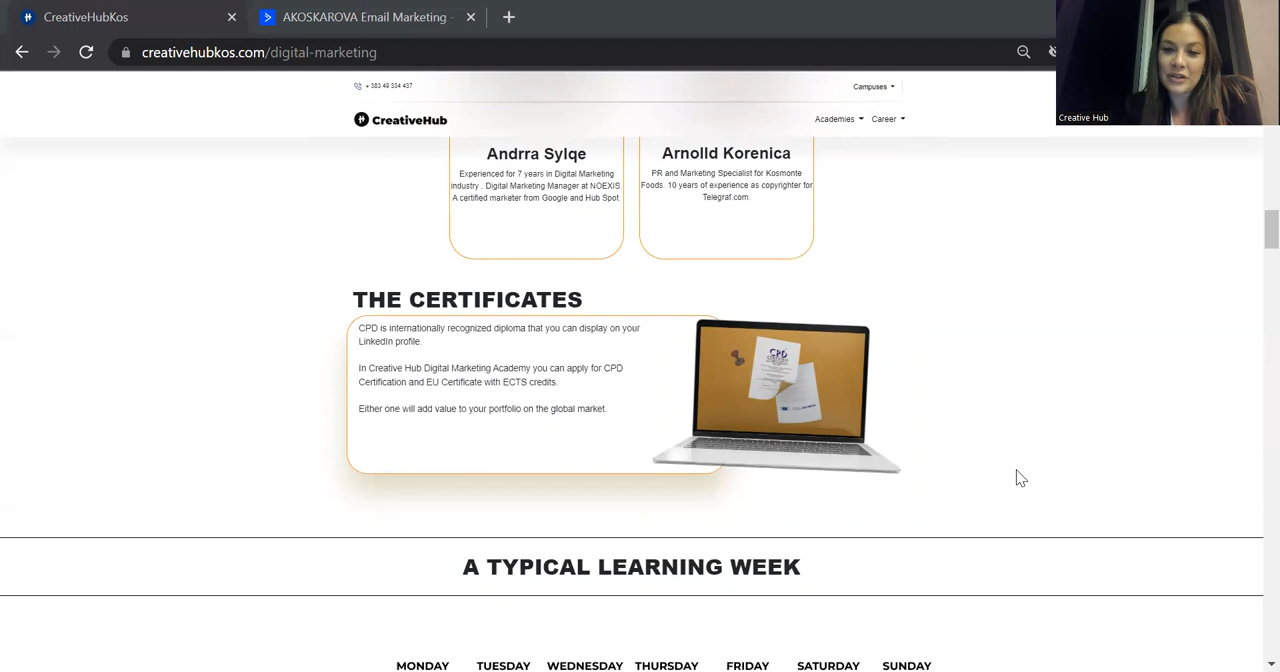 CreativeHubKos
AKOSKAROVA Email Marketing -
creativehubkos.com/digital-marketing
+ 383 49 334 437
Campuses
CreativeHub
Academies
Career
Creative Hub
Andrra Sylqe
Experienced for 7 years in Digital Marketing
industry . Digital Marketing Manager at NOEXIS.
A certified marketer from Google and Hub Spot.
Arnolld Korenica
PR and Marketing Specialist for Kosmonte
Foods. 10 years of experience as copyrighter for
Telegraf.com.
THE CERTIFICATES
CPD is internationally recognized diploma that you can display on your
LinkedIn profile.
In Creative Hub Digital Marketing Academy you can apply for CPD
Certification and EU Certificate with ECTS credits.
Either one will add value to your portfolio on the global market.
CPD
A TYPICAL LEARNING WEEK
MONDAY TUESDAY WEDNESDAY THURSDAY FRIDAY SATURDAY SUNDAY